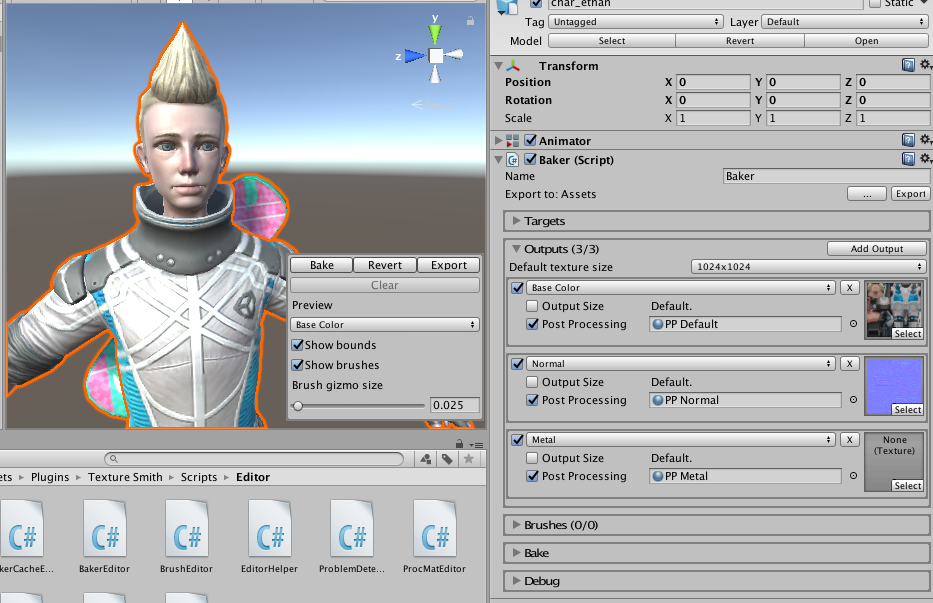 char_ethan Static
Tag Untagged Layer Default
Model Select Revert Open
Transform
Position X 0 Y 0 Z 0
Rotation X 0 Y 0 Z 0
Scale X 1 Y 1 Z 1
Animator
Baker (Script)
Name Baker
Export to: Assets ... Export
Targets
Outputs (3/3) Add Output
Default texture size 1024x1024
Base Color X
Output Size Default.
Post Processing PP Default
Select
Normal X
Output Size Default.
Post Processing PP Normal
Select
Metal X
None
(Texture)
Output Size Default.
Post Processing PP Metal
Select
Brushes (0/0)
Bake
Debug
y
z
Bake Revert Export
Clear
Preview
Base Color
Show bounds
Show brushes
Brush gizmo size
0.025
ets Plugins Texture Smith Scripts Editor
C# C# C# C# C# C#
kerCacheE... BakerEditor BrushEditor EditorHelper ProblemDete... ProcMatEditor